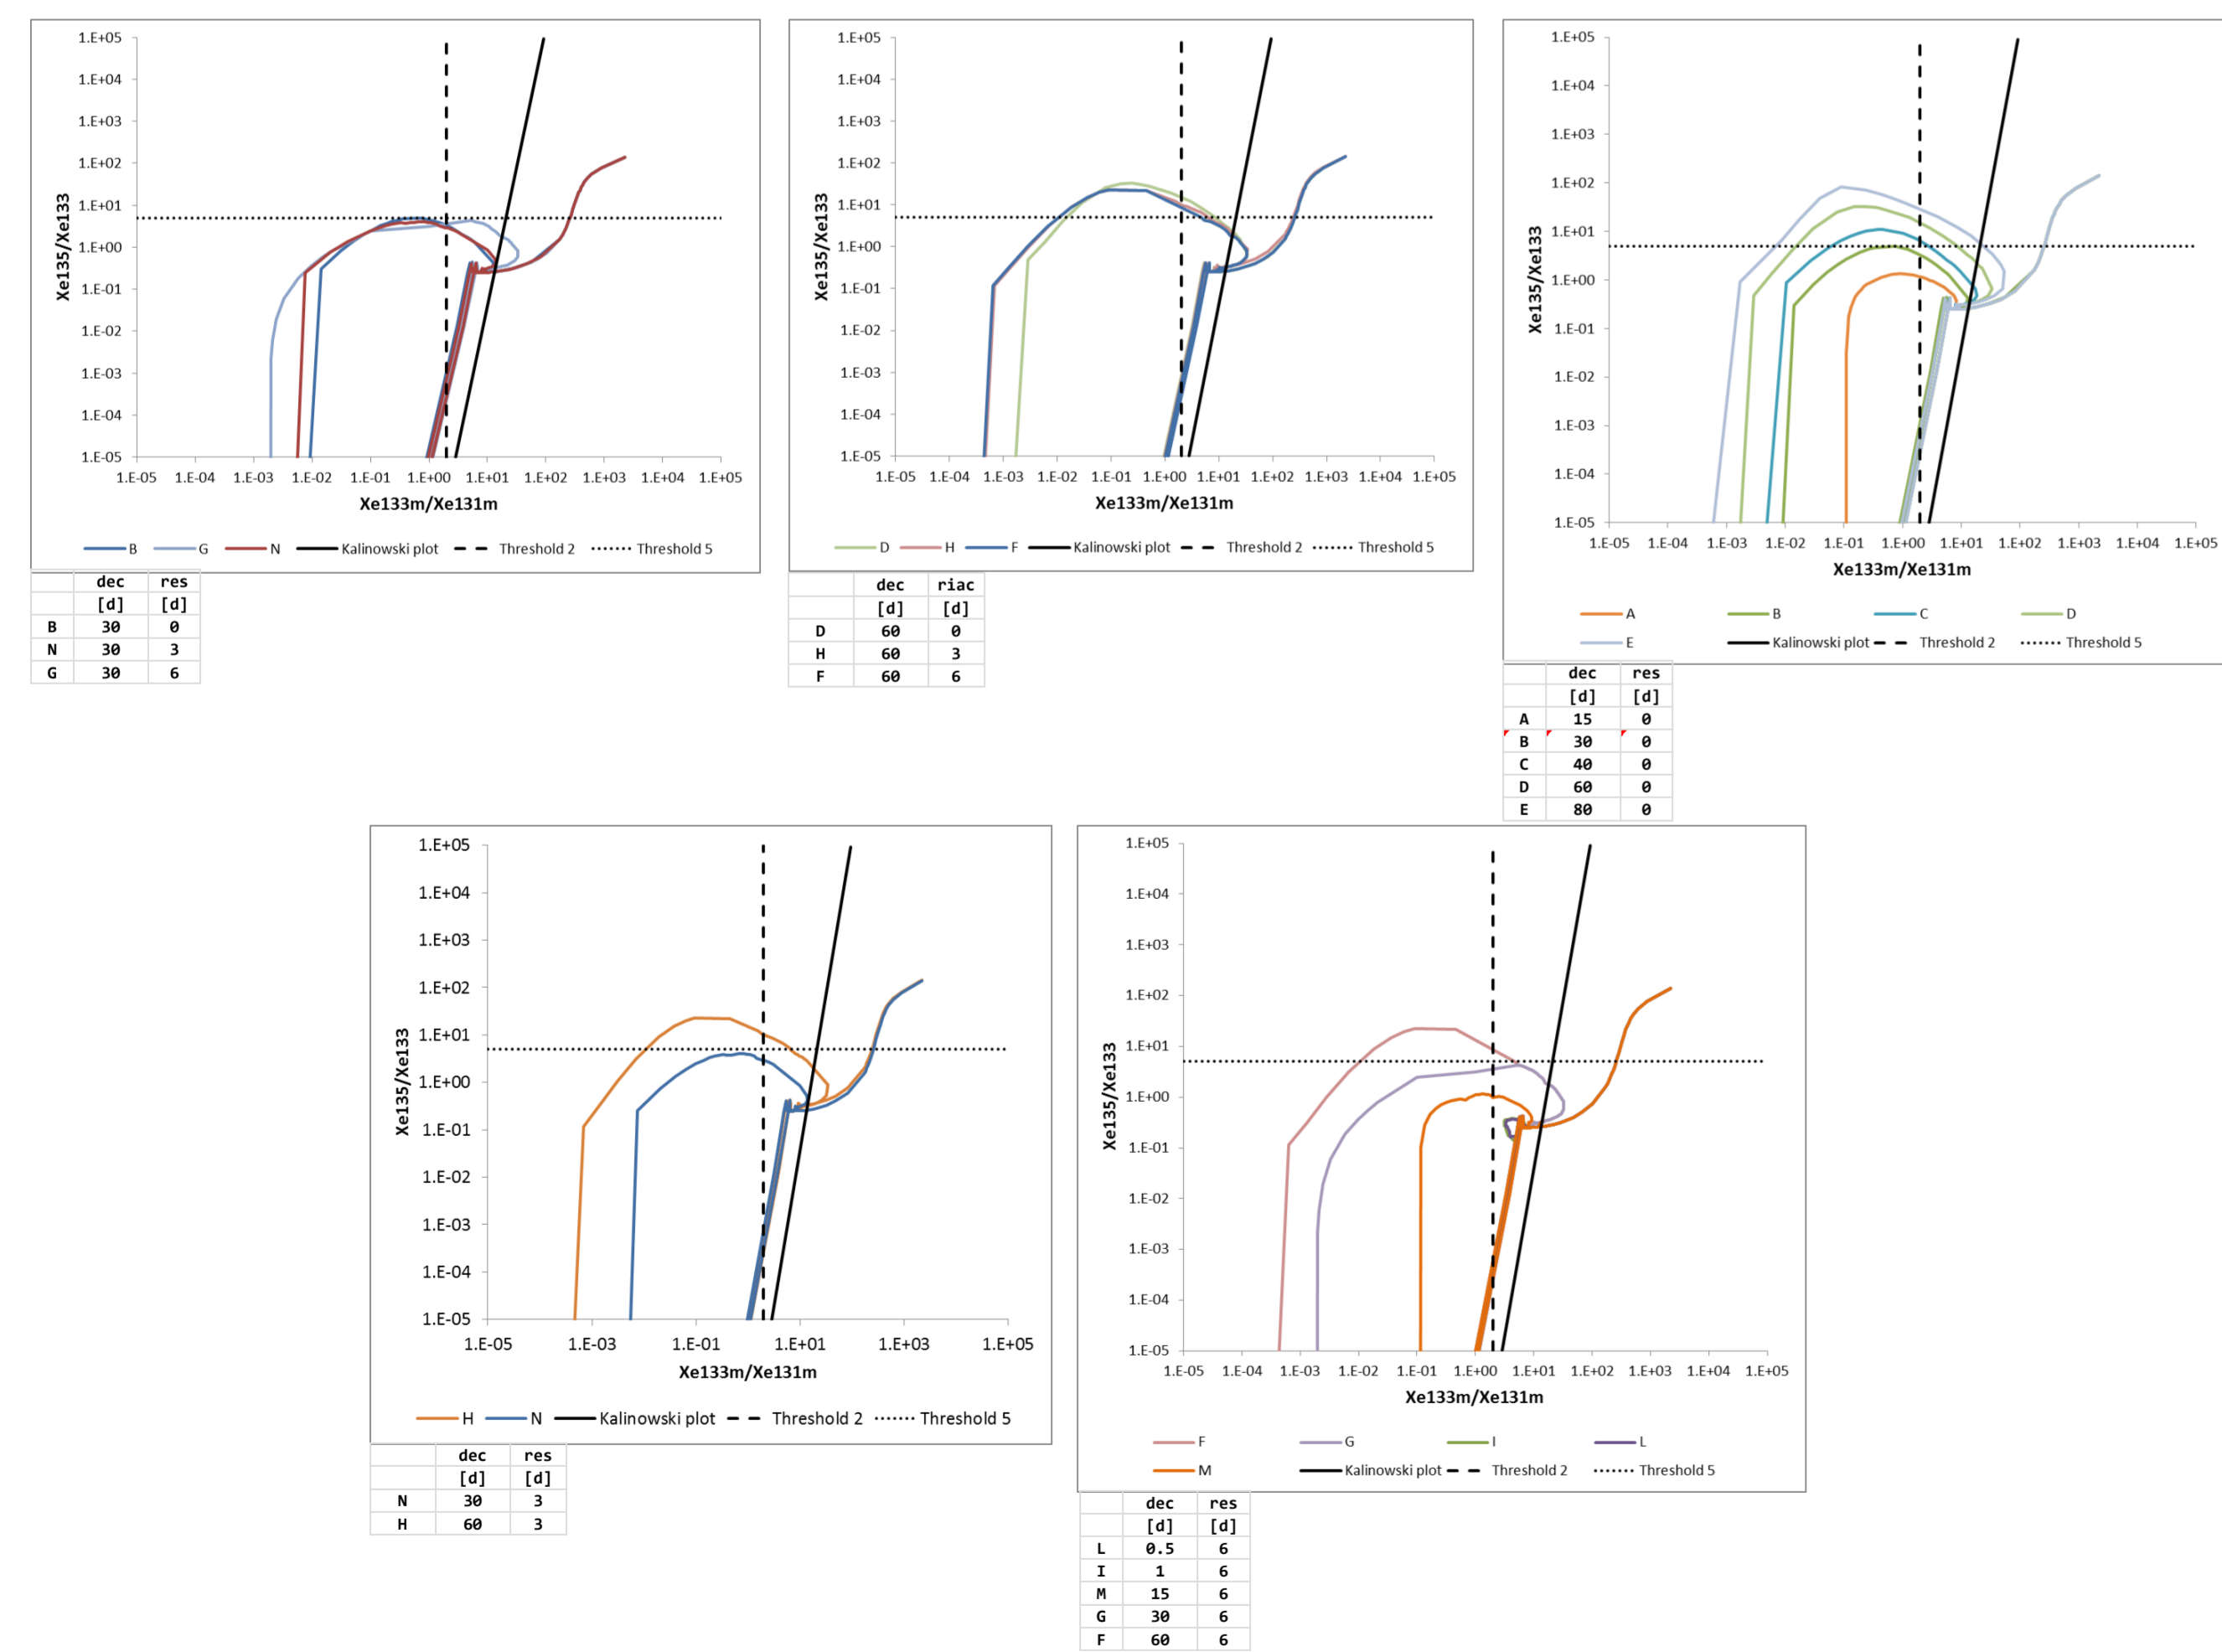 1.E+05
1.E+04
1.E+03
1.E+02
1.E+01
1.E+00
1.E-01
1.E-02
1.E-03
1.E-04
1.E-05
Xe135/Xe133
1.E-05 1.E-04 1.E-03 1.E-02 1.E-01 1.E+00 1.E+01 1.E+02 1.E+03 1.E+04 1.E+05
Xe133m/Xe131m
B G N Kalinowski plot Threshold 2 Threshold 5
dec res
[d] [d]
B 30 0
N 30 3
G 30 6
1.E+05
1.E+04
1.E+03
1.E+02
1.E+01
1.E+00
1.E-01
1.E-02
1.E-03
1.E-04
1.E-05
Xe135/Xe133
1.E-05 1.E-04 1.E-03 1.E-02 1.E-01 1.E+00 1.E+01 1.E+02 1.E+03 1.E+04 1.E+05
Xe133m/Xe131m
D H F Kalinowski plot Threshold 2 Threshold 5
dec riac
[d] [d]
D 60 0
H 60 3
F 60 6
1.E+05
1.E+04
1.E+03
1.E+02
1.E+01
1.E+00
1.E-01
1.E-02
1.E-03
1.E-04
1.E-05
Xe135/Xe133
1.E-05 1.E-04 1.E-03 1.E-02 1.E-01 1.E+00 1.E+01 1.E+02 1.E+03 1.E+04 1.E+05
Xe133m/Xe131m
A B C D
E Kalinowski plot Threshold 2 Threshold 5
dec res
[d] [d]
A 15 0
B 30 0
C 40 0
D 60 0
E 80 0
1.E+05
1.E+04
1.E+03
1.E+02
1.E+01
1.E+00
1.E-01
1.E-02
1.E-03
1.E-04
1.E-05
Xe135/Xe133
1.E-05 1.E-03 1.E-01 1.E+01 1.E+03 1.E+05
Xe133m/Xe131m
H N Kalinowski plot Threshold 2 Threshold 5
dec res
[d] [d]
N 30 3
H 60 3
1.E+05
1.E+04
1.E+03
1.E+02
1.E+01
1.E+00
1.E-01
1.E-02
1.E-03
1.E-04
1.E-05
Xe135/Xe133
1.E-05 1.E-04 1.E-03 1.E-02 1.E-01 1.E+00 1.E+01 1.E+02 1.E+03 1.E+04 1.E+05
Xe133m/Xe131m
F G I L
M Kalinowski plot Threshold 2 Threshold 5
dec res
[d] [d]
L 0.5 6
I 1 6
M 15 6
G 30 6
F 60 6